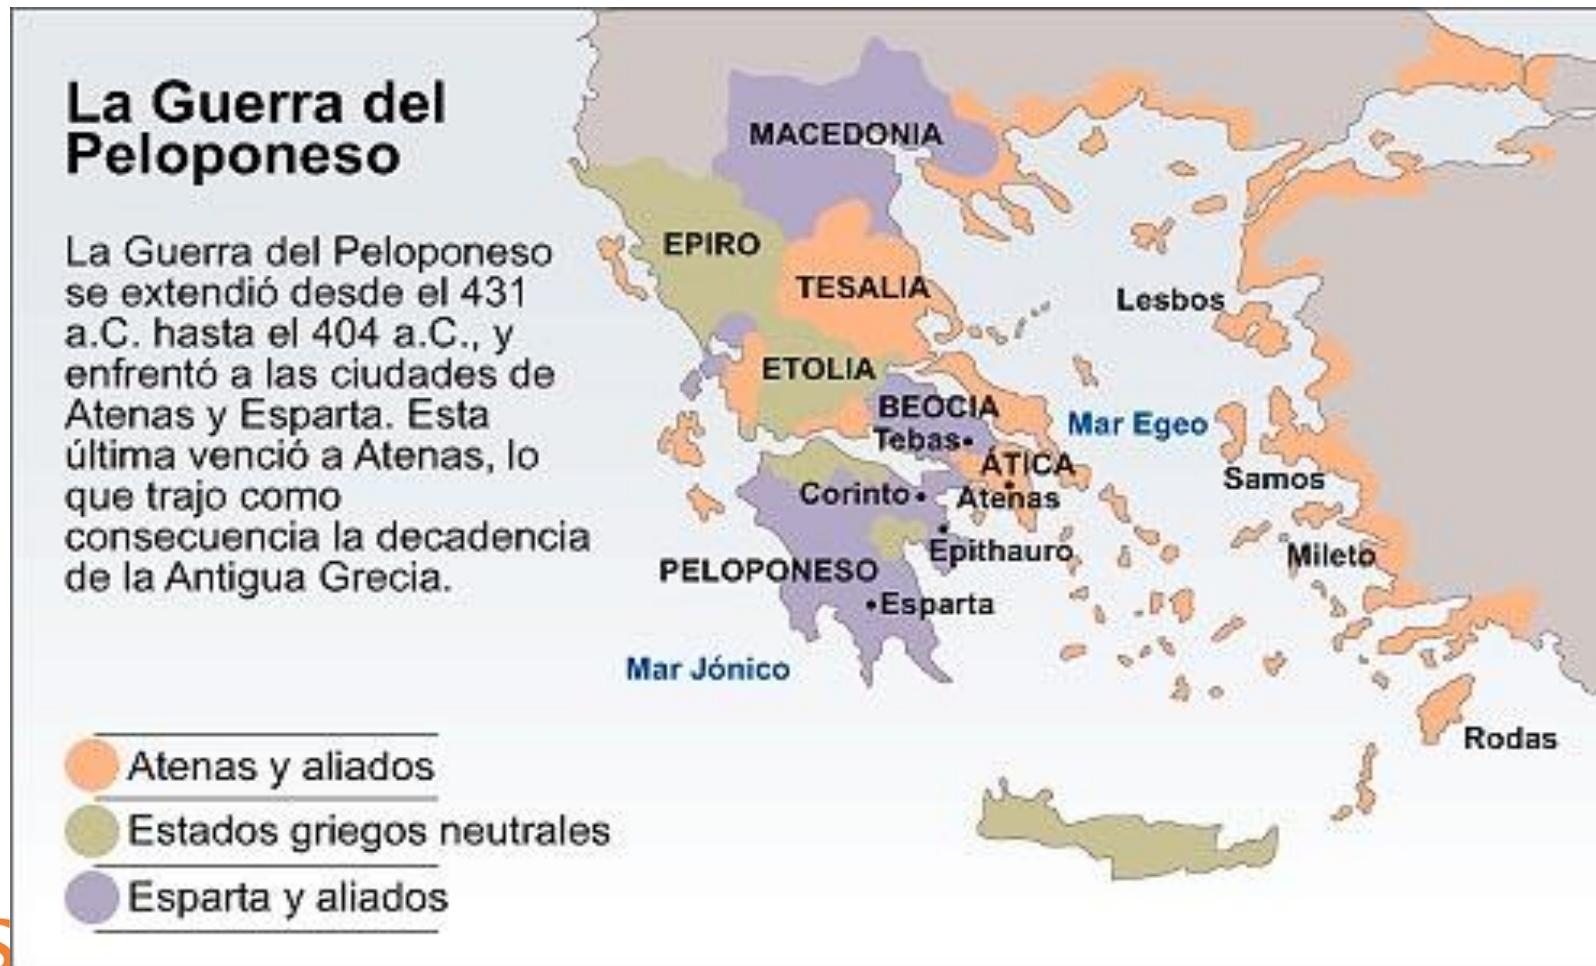 La Guerra del
Peloponeso
La Guerra del Peloponeso
se extendió desde el 431
a.C. hasta el 404 a.C., y
enfrentó a las ciudades de
Atenas y Esparta. Esta
última venció a Atenas, lo
que trajo como
consecuencia la decadencia
de la Antigua Grecia.
MACEDONIA
EPIRO
TESALIA
Lesbos
ETOLIA
BEOCIA
Mar Egeo
Tebas
ÁTICA
Samos
Corinto
Atenas
Epithauro
Mileto
PELOPONESO
Esparta
Mar Jónico
Rodas
Atenas y aliados
Estados griegos neutrales
Esparta y aliados